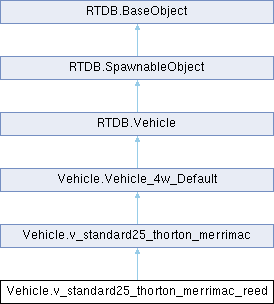 RTDB.BaseObject
RTDB.SpawnableObject
RTDB.Vehicle
Vehicle.Vehicle_4w_Default
Vehicle.v_standard25_thorton_merrimac
Vehicle.v_standard25_thorton_merrimac_reed